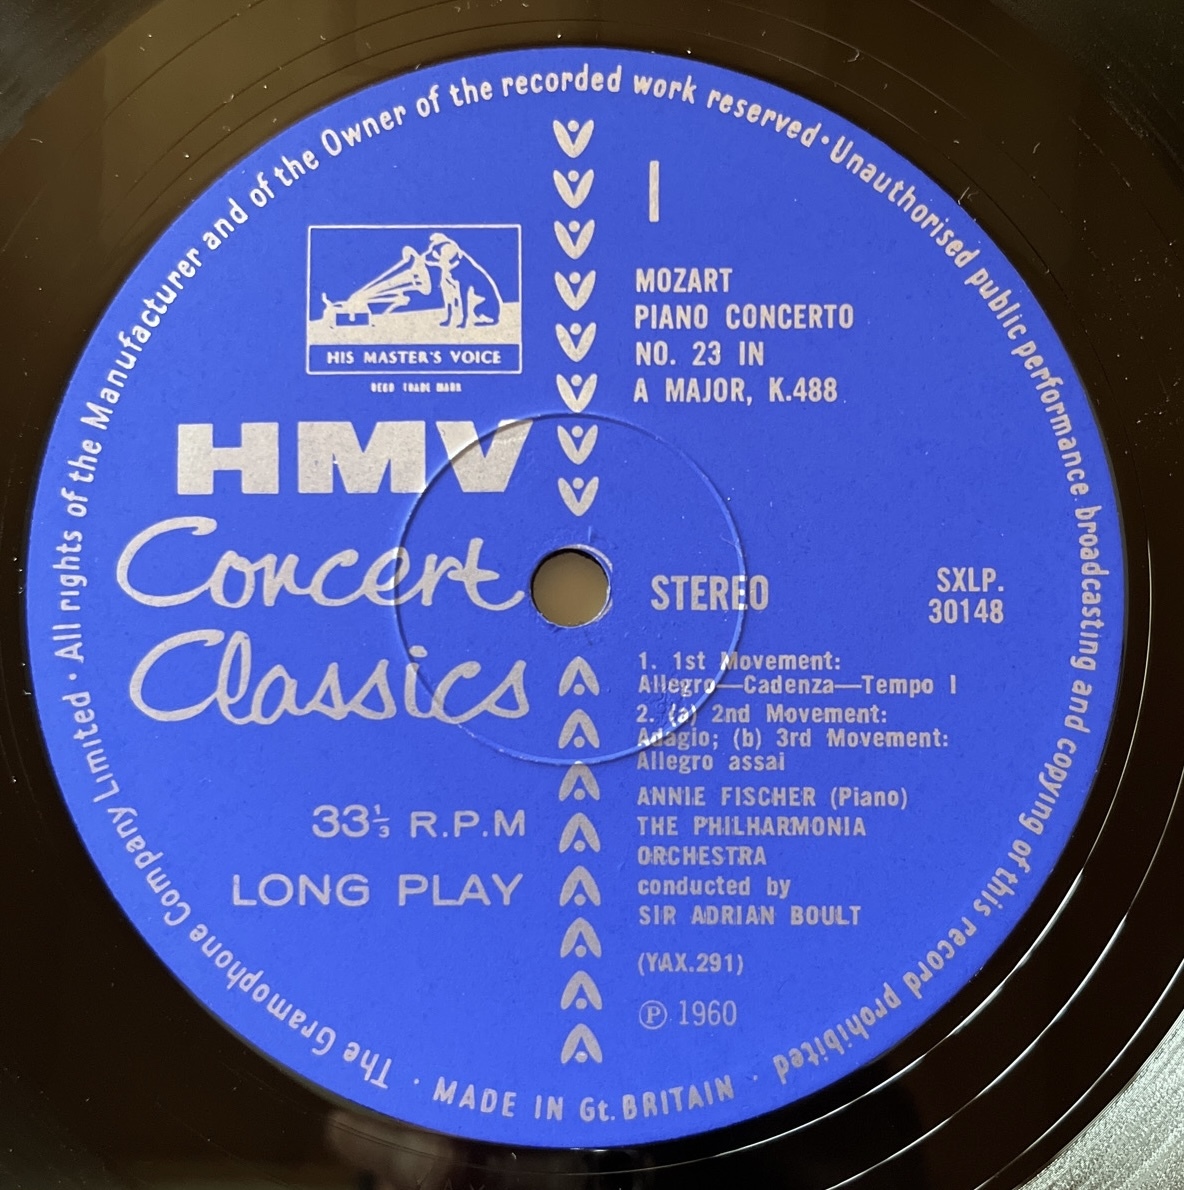 The Gramophone Company Limited · All rights of the Manufacturer and of the Owner of the recorded work reserved · Unauthorised public performance broadcasting and copying of this record prohibited ·
HIS MASTER'S VOICE
REGD TRADE MARK
HMV
Concert
Classics
33⅓ R.P.M
LONG PLAY
I
MOZART
PIANO CONCERTO
NO. 23 IN
A MAJOR, K.488
STEREO
SXLP.
30148
1. 1st Movement:
Allegro—Cadenza—Tempo I
2. (a) 2nd Movement:
Adagio; (b) 3rd Movement:
Allegro assai
ANNIE FISCHER (Piano)
THE PHILHARMONIA
ORCHESTRA
conducted by
SIR ADRIAN BOULT
(YAX.291)
℗ 1960
MADE IN Gt. BRITAIN